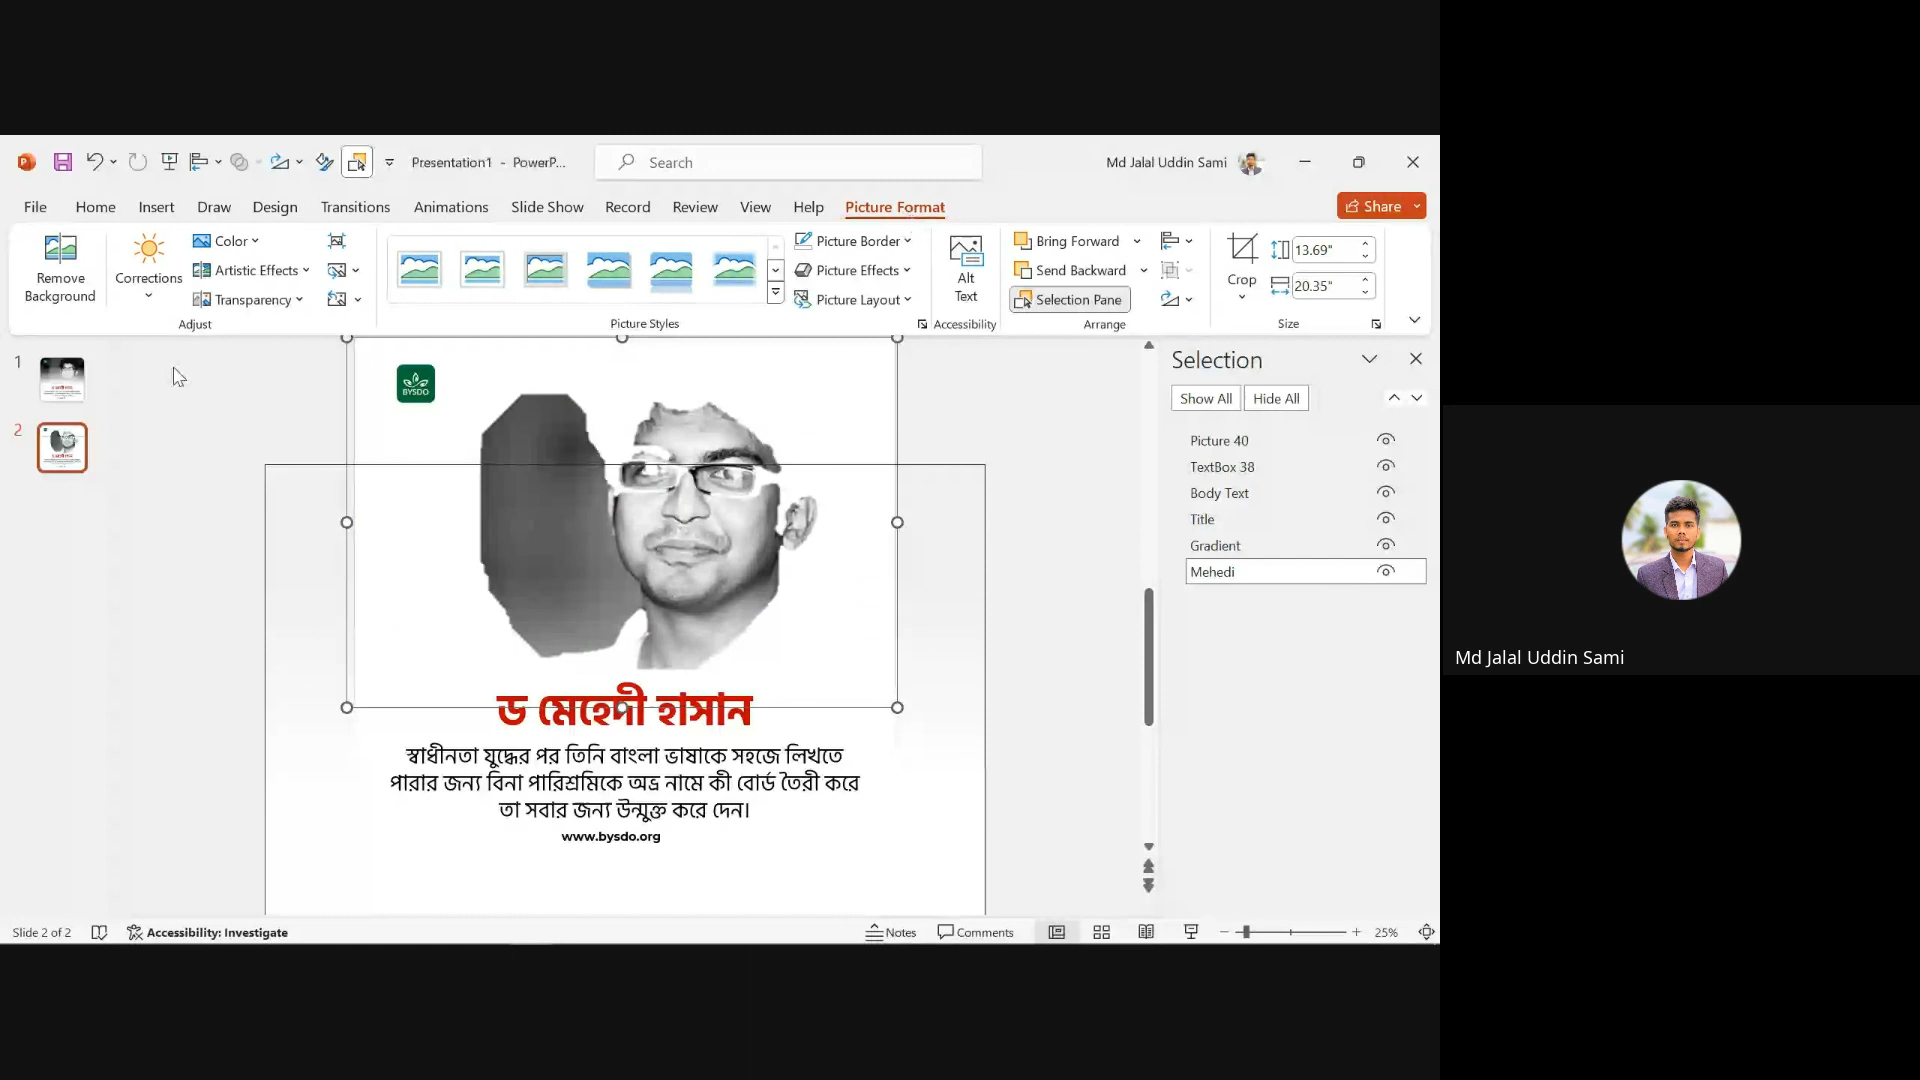 Presentation1 - PowerP...
Search
Md Jalal Uddin Sami
File
Home
Insert
Draw
Design
Transitions
Animations
Slide Show
Record
Review
View
Help
Picture Format
Share
Remove
Background
Corrections
Color
Artistic Effects
Transparency
Adjust
Picture Styles
Picture Border
Picture Effects
Picture Layout
Alt
Text
Accessibility
Bring Forward
Send Backward
Selection Pane
Arrange
Crop
13.69"
20.35"
Size
1
2
BYSDO
ড মেহেদী হাসান
স্বাধীনতা যুদ্ধের পর তিনি বাংলা ভাষাকে সহজে লিখতে
পারার জন্য বিনা পারিশ্রমিকে অভ্র নামে কী বোর্ড তৈরী করে
তা সবার জন্য উন্মুক্ত করে দেন।
www.bysdo.org
Selection
Show All
Hide All
Picture 40
TextBox 38
Body Text
Title
Gradient
Mehedi
Slide 2 of 2
Accessibility: Investigate
Notes
Comments
25%
Md Jalal Uddin Sami